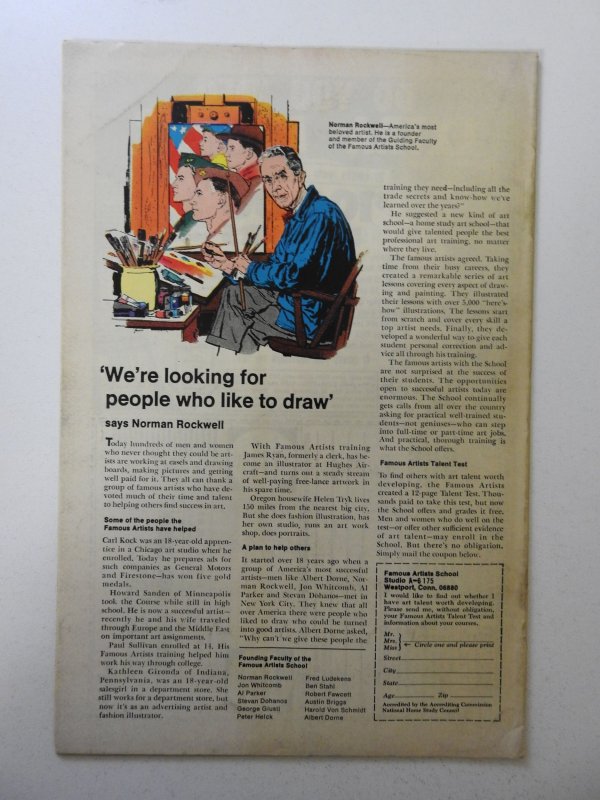 Norman Rockwell—America's most
beloved artist. He is a founder
and member of the Guiding Faculty
of the Famous Artists School.
'We're looking for
people who like to draw'
says Norman Rockwell
Today hundreds of men and women
who never thought they could be art-
ists are working at easels and drawing
boards, making pictures and getting
well paid for it. They all can thank a
group of famous artists who have de-
voted much of their time and talent
to helping others find success in art.
Some of the people the
Famous Artists have helped
Carl Kock was an 18-year-old appren-
tice in a Chicago art studio when he
enrolled. Today he prepares ads for
such companies as General Motors
and Firestone—has won five gold
medals.
Howard Sanden of Minneapolis
took the Course while still in high
school. He is now a successful artist—
recently he and his wife traveled
through Europe and the Middle East
on important art assignments.
Paul Sullivan enrolled at 14. His
Famous Artists training helped him
work his way through college.
Kathleen Gironda of Indiana,
Pennsylvania, was an 18-year-old
salesgirl in a department store. She
still works for a department store, but
now it's as an advertising artist and
fashion illustrator.
With Famous Artists training
James Ryan, formerly a clerk, has be-
come an illustrator at Hughes Air-
craft—and turns out a steady stream
of well-paying free-lance artwork in
his spare time.
Oregon housewife Helen Tryk lives
150 miles from the nearest big city.
But she does fashion illustration, has
her own studio, runs an art work
shop, does portraits.
A plan to help others
It started over 18 years ago when a
group of America's most successful
artists—men like Albert Dorne, Nor-
man Rockwell, Jon Whitcomb, Al
Parker and Stevan Dohanos—met in
New York City. They knew that all
over America there were people who
liked to draw who could be turned
into good artists. Albert Dorne asked,
"Why can't we give these people the
Founding Faculty of the
Famous Artists School
Norman Rockwell
Jon Whitcomb
Al Parker
Stevan Dohanos
George Giusti
Peter Helck
Fred Ludekens
Ben Stahl
Robert Fawcett
Austin Briggs
Harold Von Schmidt
Albert Dorne
training they need—including all the
trade secrets and know-how we've
learned over the years?"
He suggested a new kind of art
school—a home study art school—that
would give talented people the best
professional art training, no matter
where they live.
The famous artists agreed. Taking
time from their busy careers, they
created a remarkable series of art
lessons covering every aspect of draw-
ing and painting. They illustrated
their lessons with over 5,000 "here's
how" illustrations. The lessons start
from scratch and cover every skill a
top artist needs. Finally, they de-
veloped a wonderful way to give each
student personal correction and ad-
vice all through his training.
The famous artists with the School
are not surprised at the success of
their students. The opportunities
open to successful artists today are
enormous. The School continually
gets calls from all over the country
asking for practical well-trained stu-
dents—not geniuses—who can step
into full-time or part-time art jobs.
And practical, thorough training is
what the School offers.
Famous Artists Talent Test
To find others with art talent worth
developing, the Famous Artists
created a 12-page Talent Test. Thou-
sands paid to take this test, but now
the School offers and grades it free.
Men and women who do well on the
test—or offer other sufficient evidence
of art talent—may enroll in the
School. But there's no obligation.
Simply mail the coupon below.
Famous Artists School
Studio A-6175
Westport, Conn. 06880
I would like to find out whether I
have art talent worth developing.
Please send me, without obligation,
your Famous Artists Talent Test and
information about your courses.
Mr.
Mrs.
Miss
← Circle one and please print
Street
City
State
Age
Zip
Accredited by the Accrediting Commission
National Home Study Council